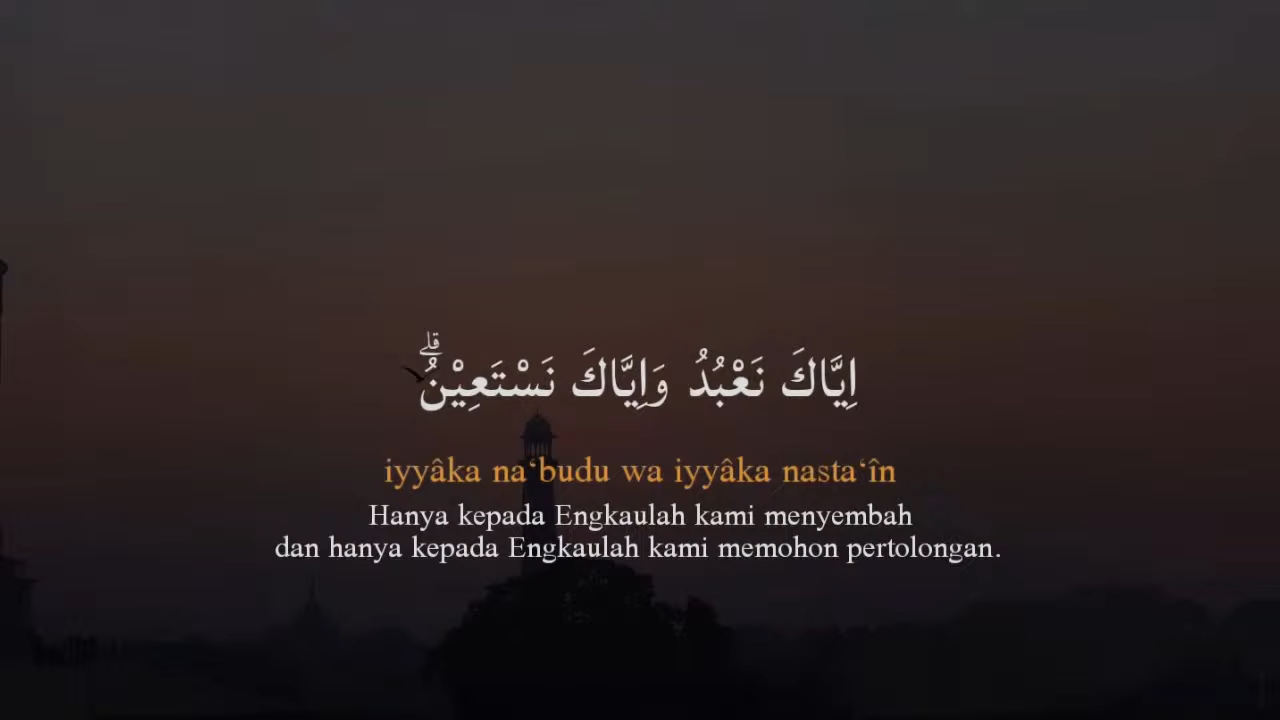 اِيَّاكَ نَعْبُدُ وَاِيَّاكَ نَسْتَعِيْنُۗ
iyyâka na‘budu wa iyyâka nasta‘în
Hanya kepada Engkaulah kami menyembah
dan hanya kepada Engkaulah kami memohon pertolongan.